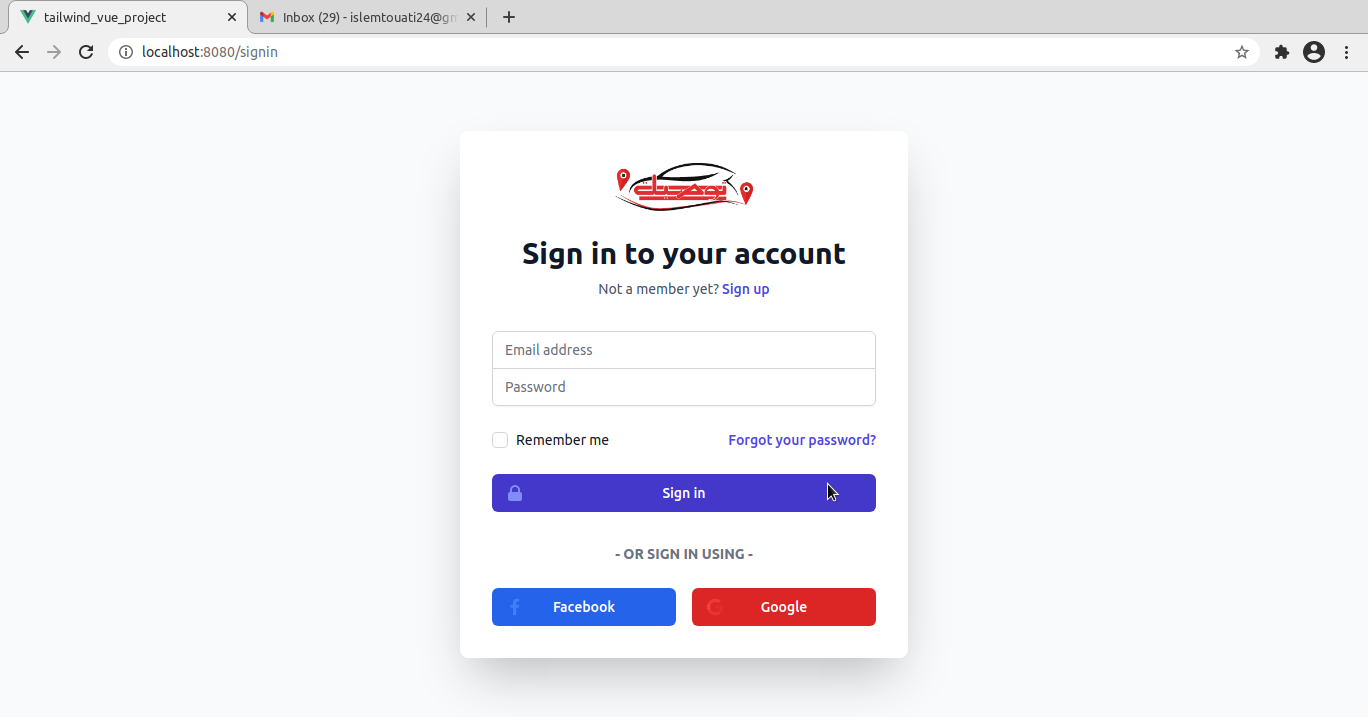 tailwind_vue_project
Inbox (29) - islemtouati24@gm
localhost:8080/signin
توصيلك
Sign in to your account
Not a member yet? Sign up
Email address
Password
Remember me Forgot your password?
Sign in
- OR SIGN IN USING -
Facebook Google